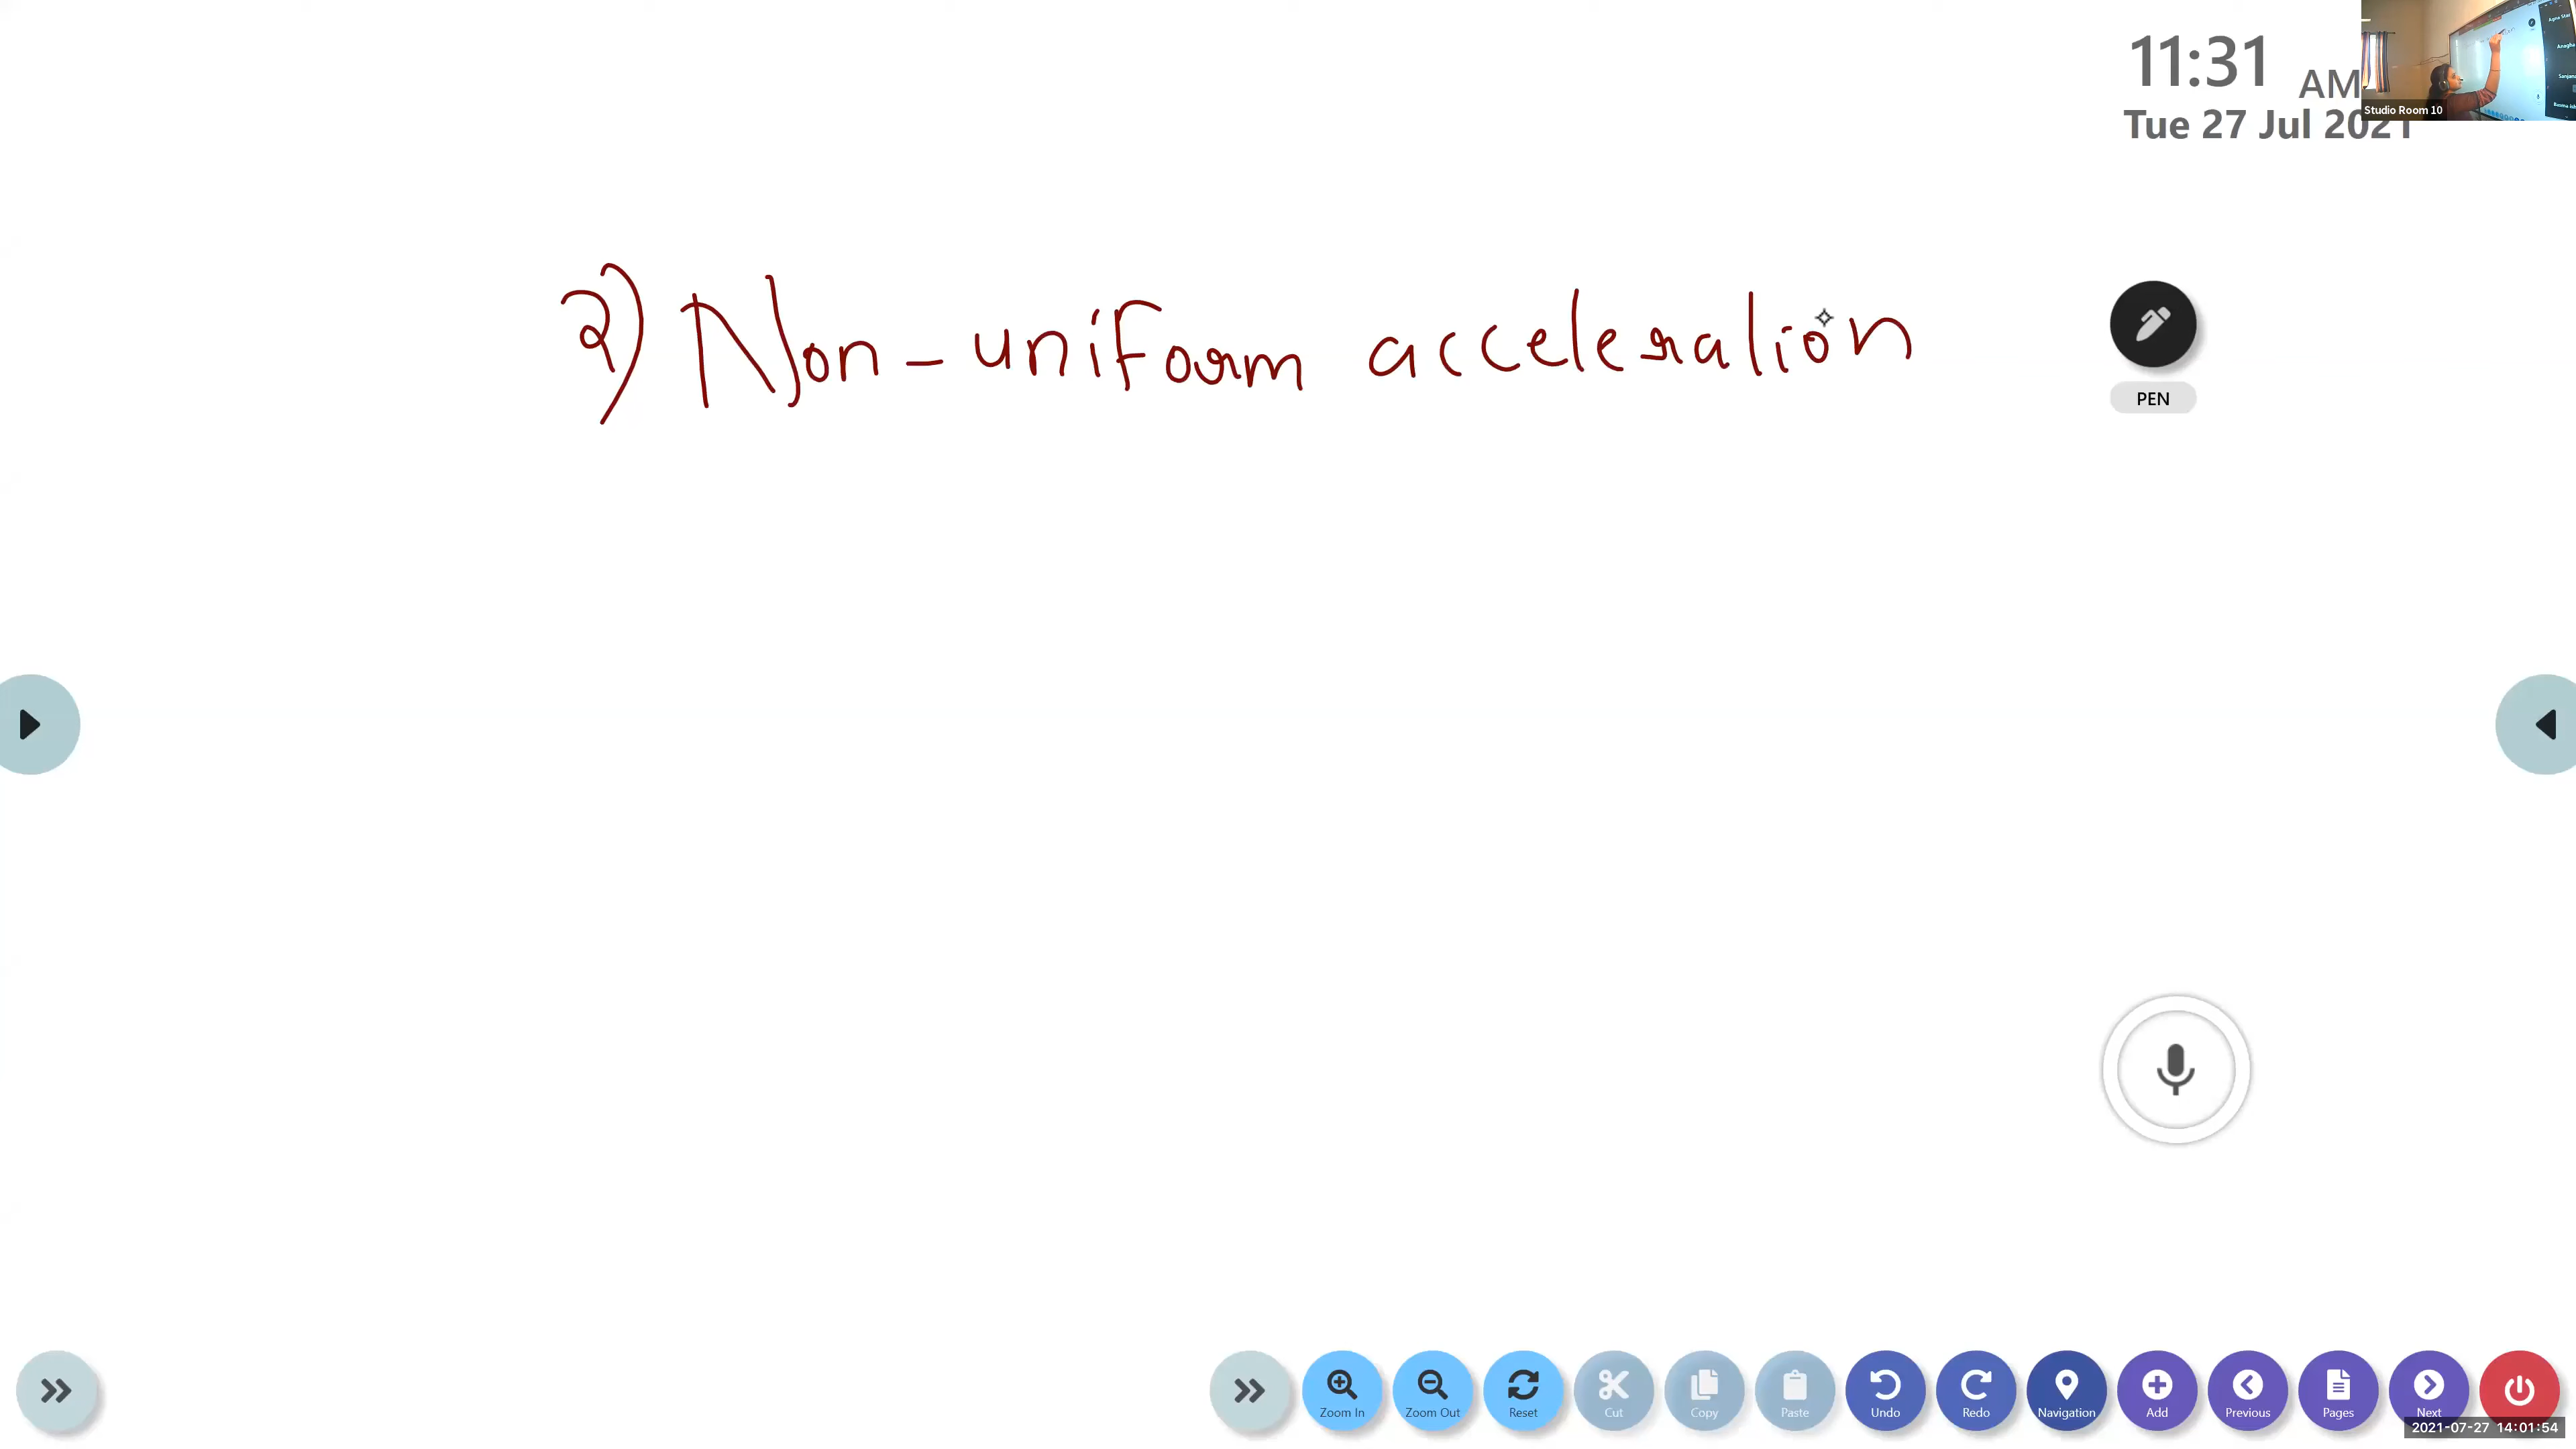 11:31 AM
Tue 27 Jul 2021
Studio Room 10
2) Non-uniform acceleration
PEN
Zoom In
Zoom Out
Reset
Cut
Copy
Paste
Undo
Redo
Navigation
Add
Previous
Pages
Next
2021-07-27 14:01:54